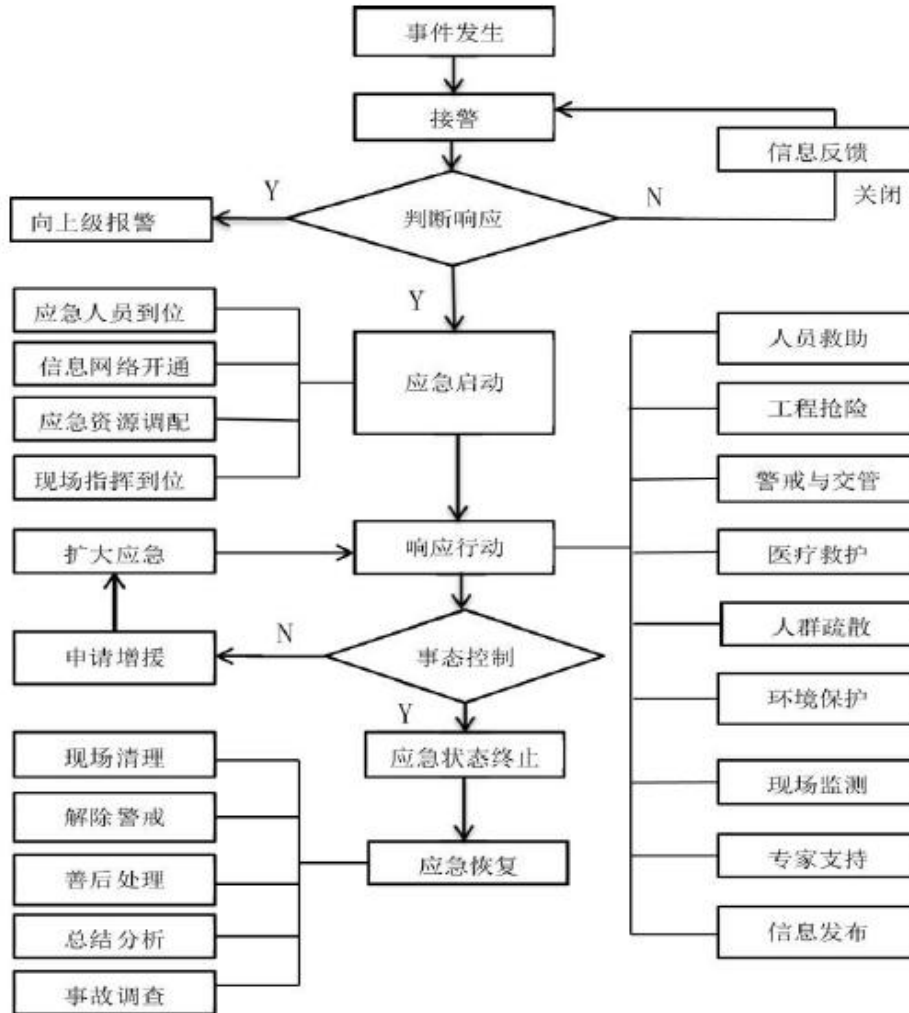 事件发生
接警
信息反馈
关闭
Y
N
向上级报警
判断响应
Y
应急人员到位
信息网络开通
应急资源调配
现场指挥到位
应急启动
人员救助
工程抢险
警戒与交管
医疗救护
人群疏散
环境保护
现场监测
专家支持
信息发布
扩大应急
响应行动
申请增援
N
事态控制
Y
应急状态终止
应急恢复
现场清理
解除警戒
善后处理
总结分析
事故调查